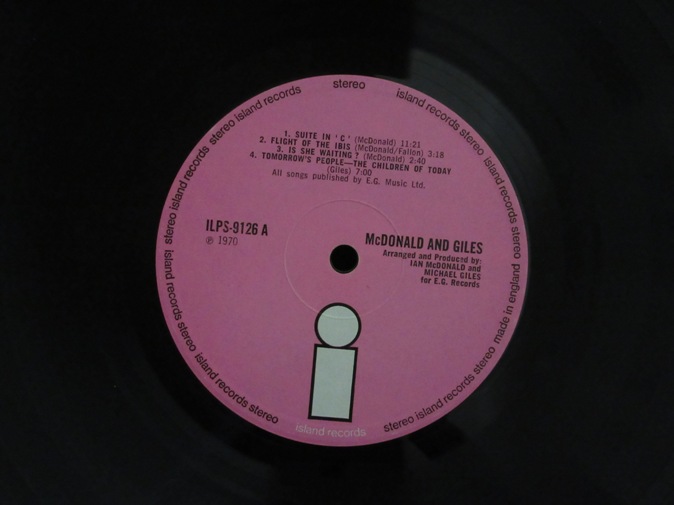 stereo
island records
stereo island records
stereo island records
stereo island records
island records
stereo
island records stereo
made in england
stereo island records
1. SUITE IN 'C' (McDonald) 11:21
2. FLIGHT OF THE IBIS (McDonald/Fallon) 3:18
3. IS SHE WAITING? (McDonald) 2:40
4. TOMORROW'S PEOPLE—THE CHILDREN OF TODAY
(Giles) 7:00
All songs published by E.G. Music Ltd.
ILPS-9126 A
℗ 1970
McDONALD AND GILES
Arranged and Produced by:
IAN McDONALD and
MICHAEL GILES
for E.G. Records
i
island records